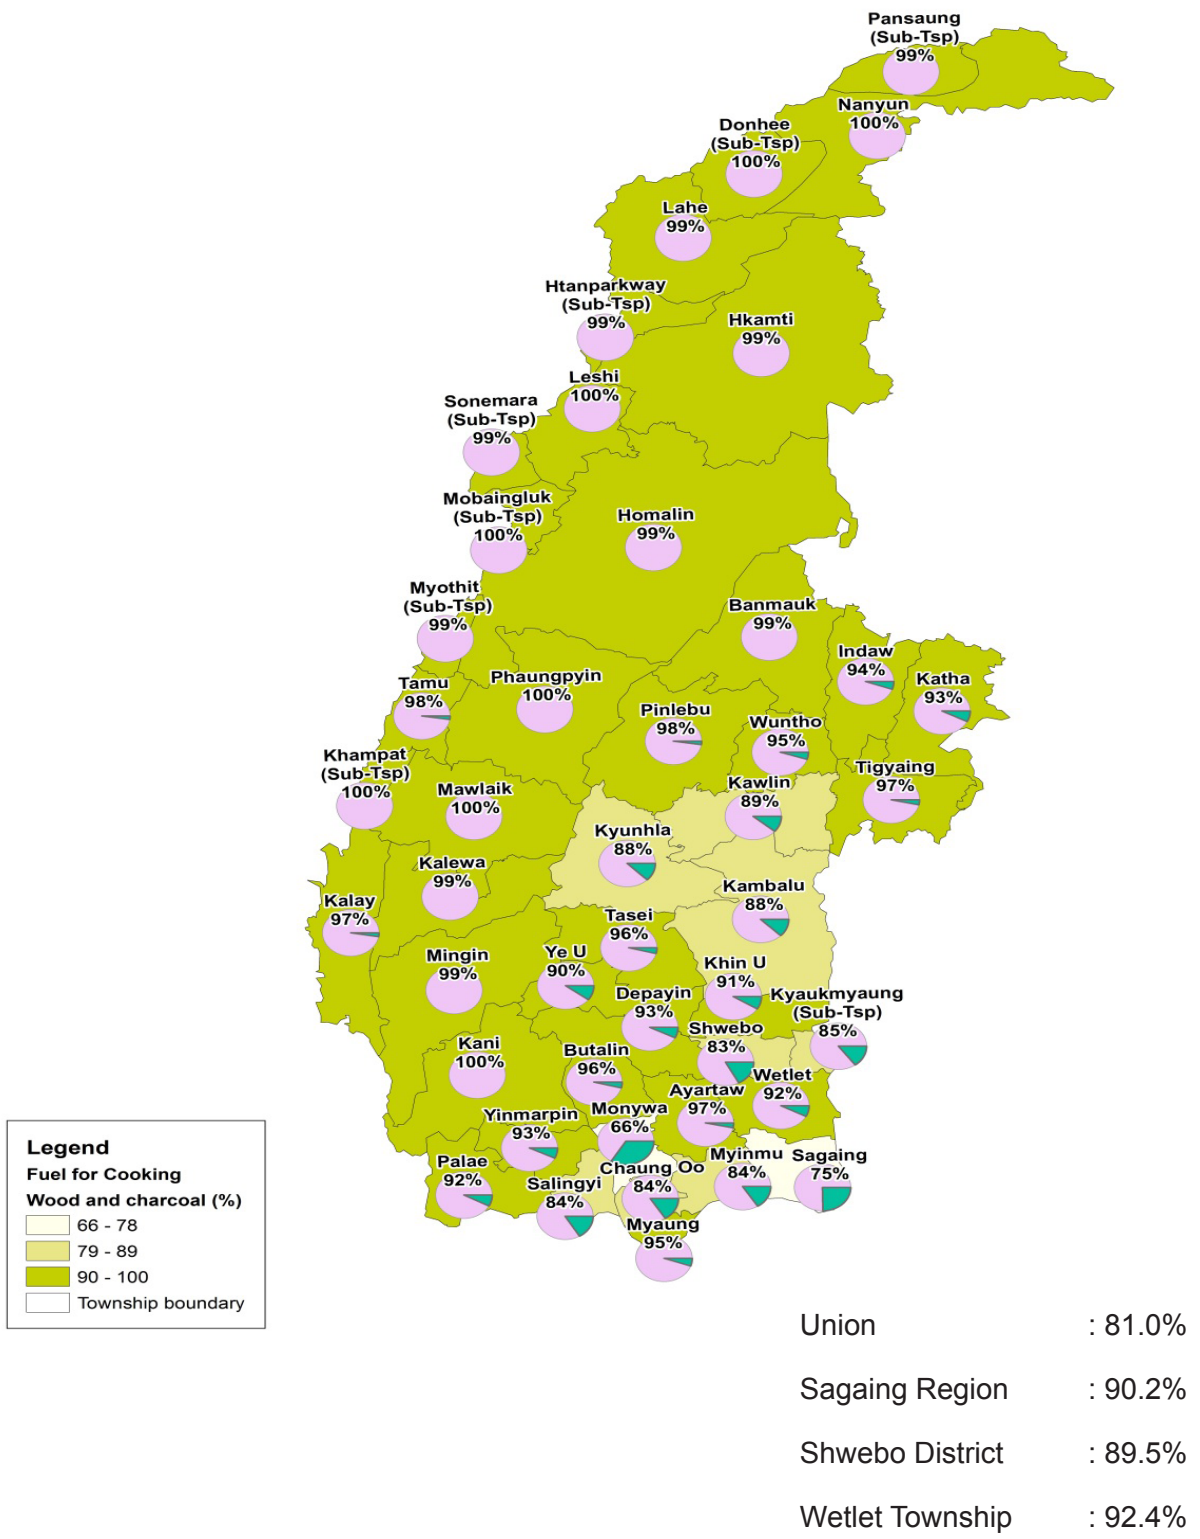 Pansaung
(Sub-Tsp)
99%
Nanyun
100%
Donhee
(Sub-Tsp)
100%
Lahe
99%
Htanparkway
(Sub-Tsp)
99%
Hkamti
99%
Leshi
100%
Sonemara
(Sub-Tsp)
99%
Mobaingluk
(Sub-Tsp)
100%
Homalin
99%
Myothit
(Sub-Tsp)
99%
Banmauk
99%
Indaw
94%
Katha
93%
Tamu
98%
Phaungpyin
100%
Pinlebu
98%
Wuntho
95%
Khampat
(Sub-Tsp)
100%
Mawlaik
100%
Kawlin
89%
Tigyaing
97%
Kyunhla
88%
Kalewa
99%
Kambalu
88%
Kalay
97%
Tasei
96%
Mingin
99%
Ye U
90%
Khin U
91%
Depayin
93%
Kyaukmyaung
(Sub-Tsp)
85%
Shwebo
83%
Kani
100%
Butalin
96%
Wetlet
92%
Ayartaw
97%
Yinmarpin
93%
Monywa
66%
Palae
92%
Salingyi
84%
Chaung Oo
84%
Myinmu
84%
Sagaing
75%
Myaung
95%
Legend
Fuel for Cooking
Wood and charcoal (%)
66 - 78
79 - 89
90 - 100
Township boundary
Union : 81.0%
Sagaing Region : 90.2%
Shwebo District : 89.5%
Wetlet Township : 92.4%